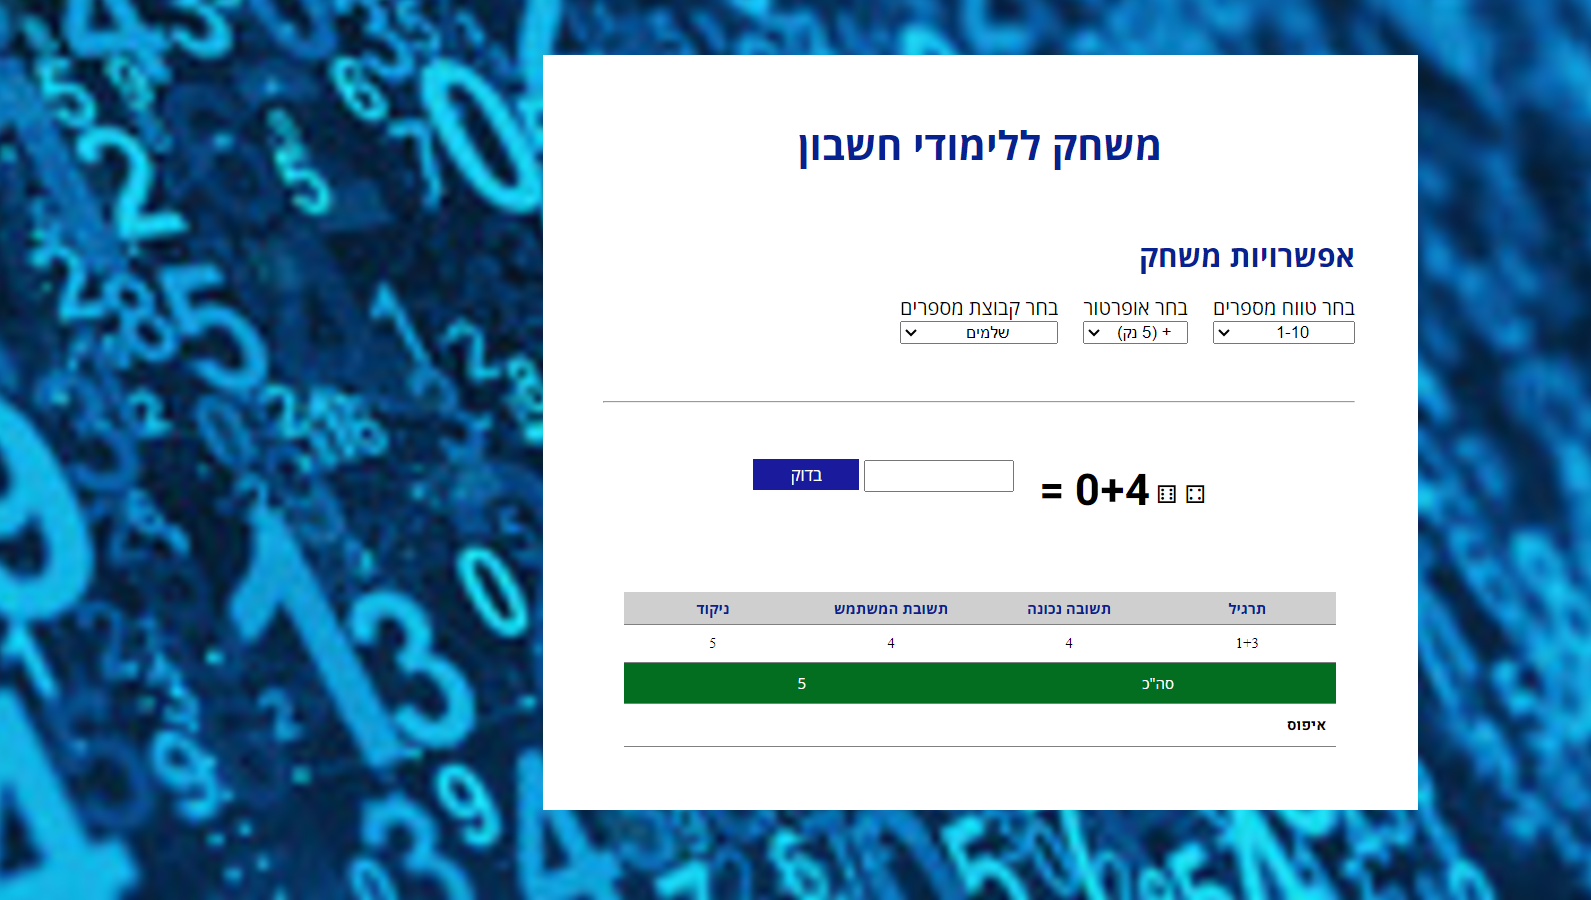 משחק ללימודי חשבון
אפשרויות משחק
בחר טווח מספרים בחר אופרטור בחר קבוצת מספרים
1-10 + (5 נק) שלמים
0+4 = בדוק
תרגיל תשובה נכונה תשובת המשתמש ניקוד
1+3 4 4 5
סה"כ 5
איפוס